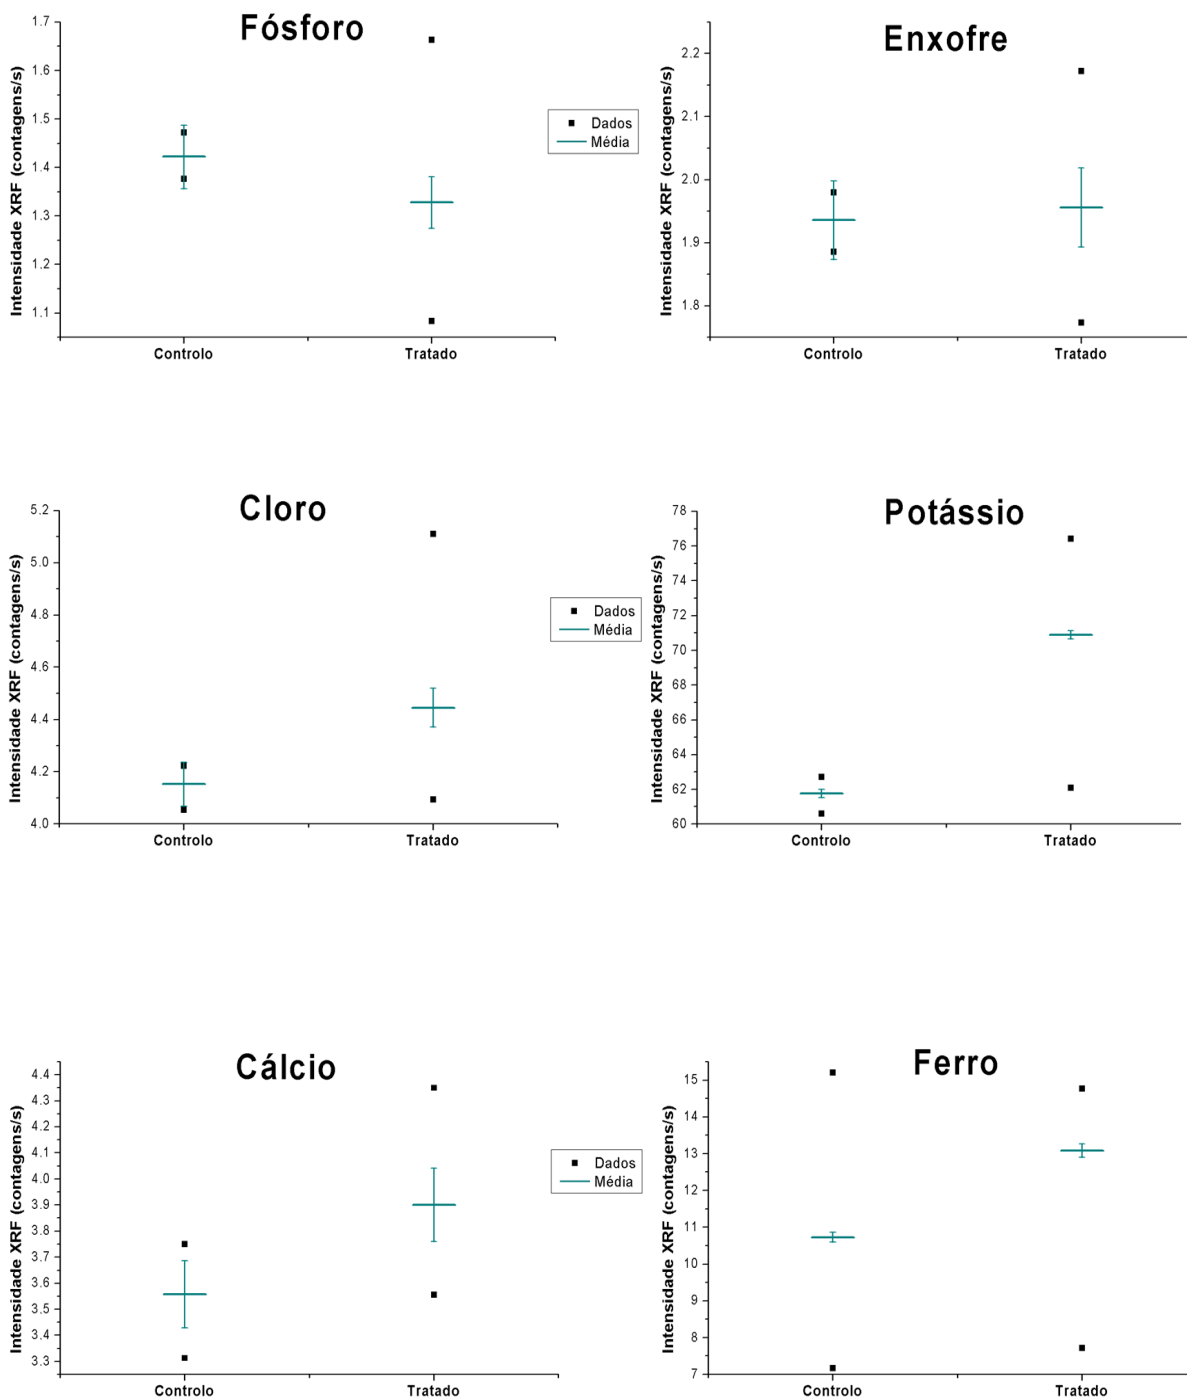 Fósforo
Intensidade XRF (contagens/s)
1.7
1.6
1.5
1.4
1.3
1.2
1.1
Controlo
Tratado
Dados
Média
Enxofre
Intensidade XRF (contagens/s)
2.2
2.1
2.0
1.9
1.8
Controlo
Tratado
Cloro
Intensidade XRF (contagens/s)
5.2
5.0
4.8
4.6
4.4
4.2
4.0
Controlo
Tratado
Dados
Média
Potássio
Intensidade XRF (contagens/s)
78
76
74
72
70
68
66
64
62
60
Controlo
Tratado
Cálcio
Intensidade XRF (contagens/s)
4.4
4.3
4.2
4.1
4.0
3.9
3.8
3.7
3.6
3.5
3.4
3.3
Controlo
Tratado
Dados
Média
Ferro
Intensidade XRF (contagens/s)
15
14
13
12
11
10
9
8
7
Controlo
Tratado